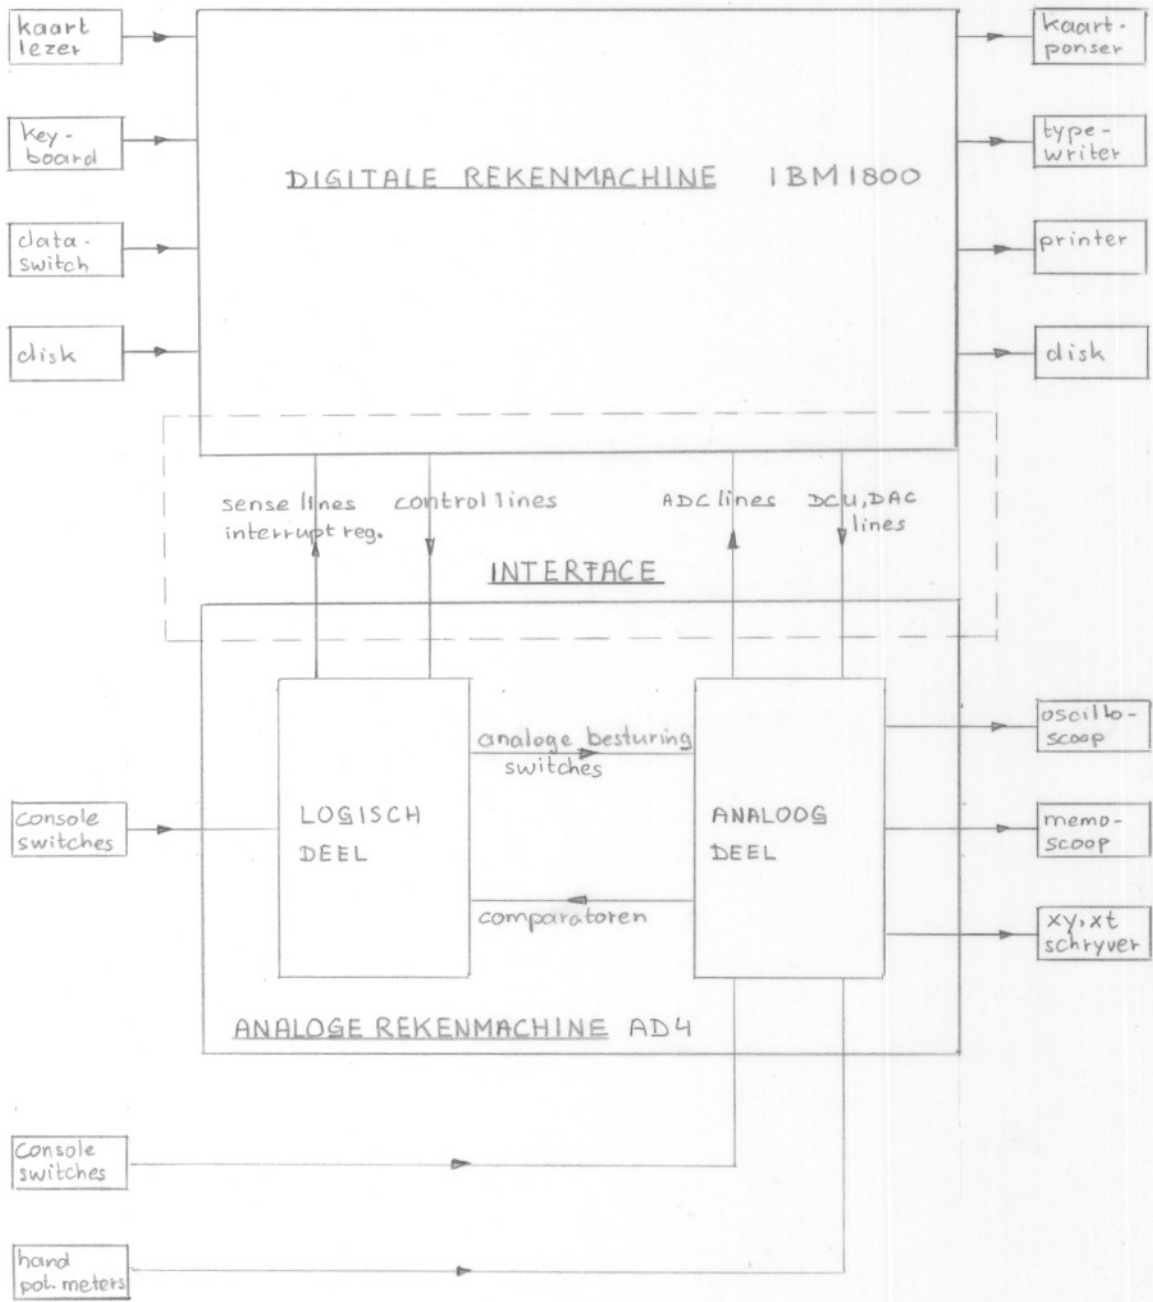 kaart
lezer
kaart-
ponser
key-
board
type-
writer
DIGITALE REKENMACHINE IBM1800
data-
switch
printer
disk
disk
sense lines
interrupt reg.
control lines
ADC lines
DCU, DAC
lines
INTERFACE
analoge besturing
switches
oscillo-
scoop
console
switches
LOGISCH
DEEL
ANALOOG
DEEL
memo-
scoop
comparatoren
xy, xt
schryver
ANALOGE REKENMACHINE AD4
Console
switches
hand
pot. meters